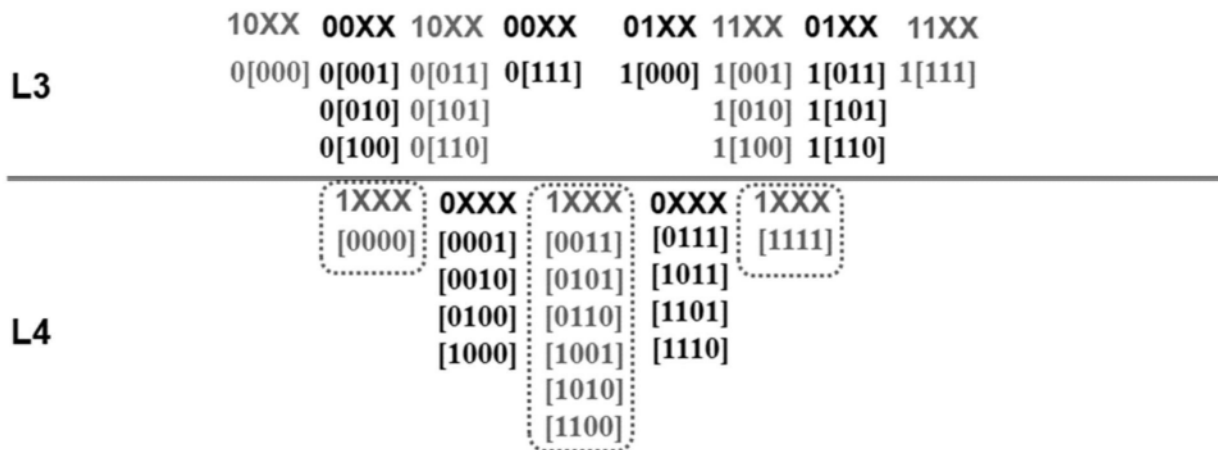 10XX 00XX 10XX 00XX 01XX 11XX 01XX 11XX
L3 0[000] 0[001] 0[011] 0[111] 1[000] 1[001] 1[011] 1[111]
0[010] 0[101] 1[010] 1[101]
0[100] 0[110] 1[100] 1[110]
1XXX 0XXX 1XXX 0XXX 1XXX
[0000] [0001] [0011] [0111] [1111]
[0010] [0101] [1011]
L4 [0100] [0110] [1101]
[1000] [1001] [1110]
[1010]
[1100]